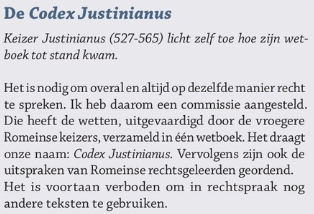 De Codex Justinianus
Keizer Justinianus (527-565) licht zelf toe hoe zijn wet-
boek tot stand kwam.
Het is nodig om overal en altijd op dezelfde manier recht
te spreken. Ik heb daarom een commissie aangesteld.
Die heeft de wetten, uitgevaardigd door de vroegere
Romeinse keizers, verzameld in één wetboek. Het draagt
onze naam: Codex Justinianus. Vervolgens zijn ook de
uitspraken van Romeinse rechtsgeleerden geordend.
Het is voortaan verboden om in rechtspraak nog
andere teksten te gebruiken.